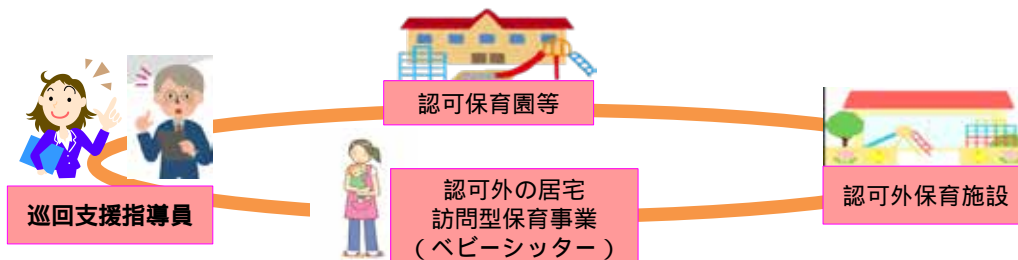 認可保育園等
巡回支援指導員
認可外の居宅
訪問型保育事業
(ベビーシッター)
認可外保育施設